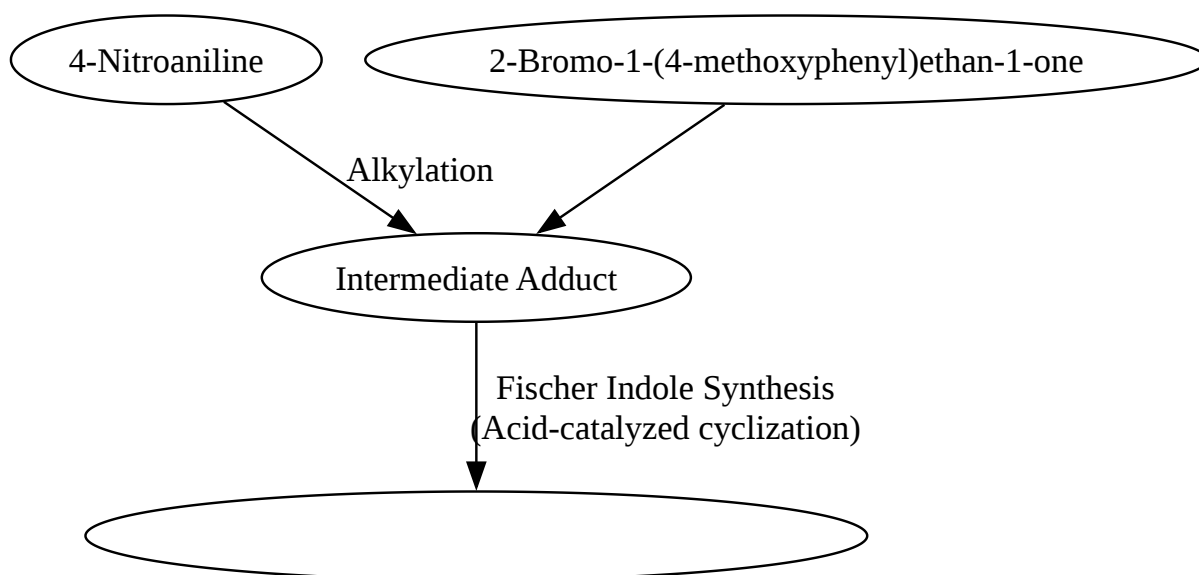 4-Nitroaniline
2-Bromo-1-(4-methoxyphenyl)ethan-1-one
Alkylation
Intermediate Adduct
Fischer Indole Synthesis
(Acid-catalyzed cyclization)